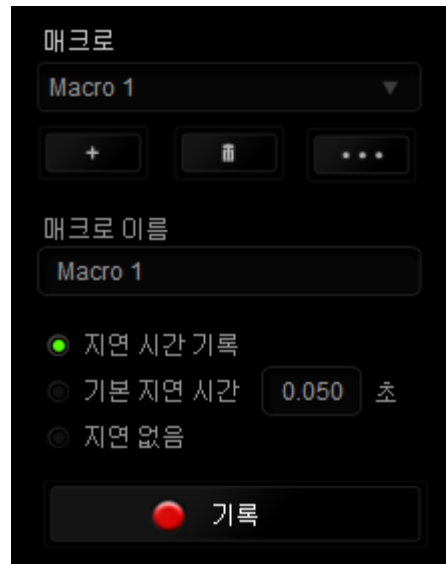 매크로
Macro 1
매크로 이름
Macro 1
지연 시간 기록
기본 지연 시간 0.050 초
지연 없음
기록